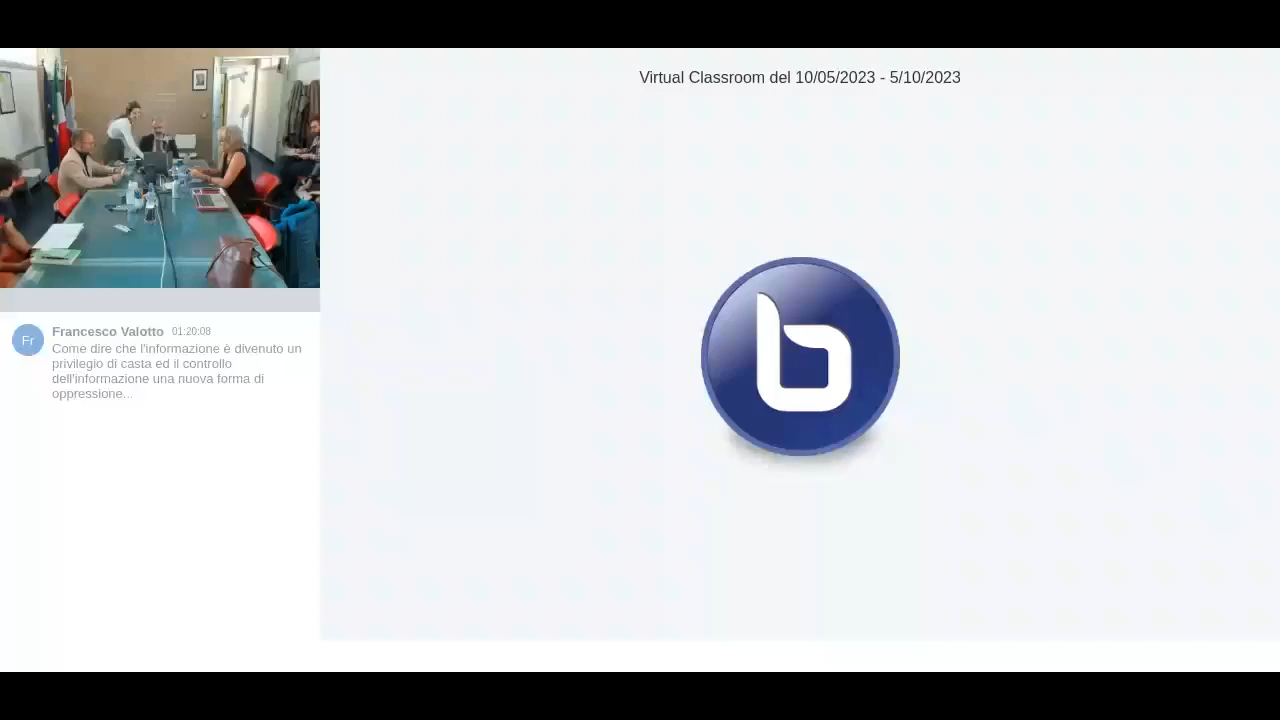 Virtual Classroom del 10/05/2023 - 5/10/2023
Fr
Francesco Valotto 01:20:08
Come dire che l'informazione è divenuto un
privilegio di casta ed il controllo
dell'informazione una nuova forma di
oppressione...